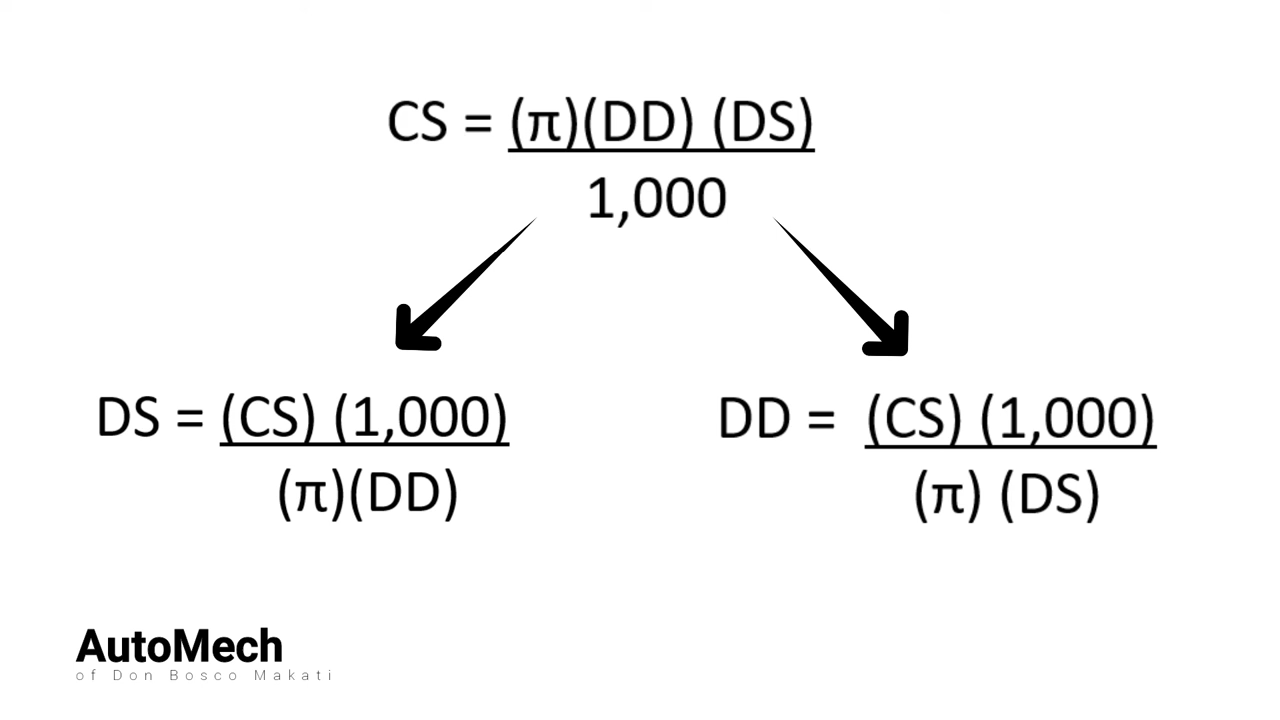 CS = (π)(DD) (DS)
1,000
DS = (CS) (1,000)
(π)(DD)
DD = (CS) (1,000)
(π) (DS)
AutoMech
of Don Bosco Makati